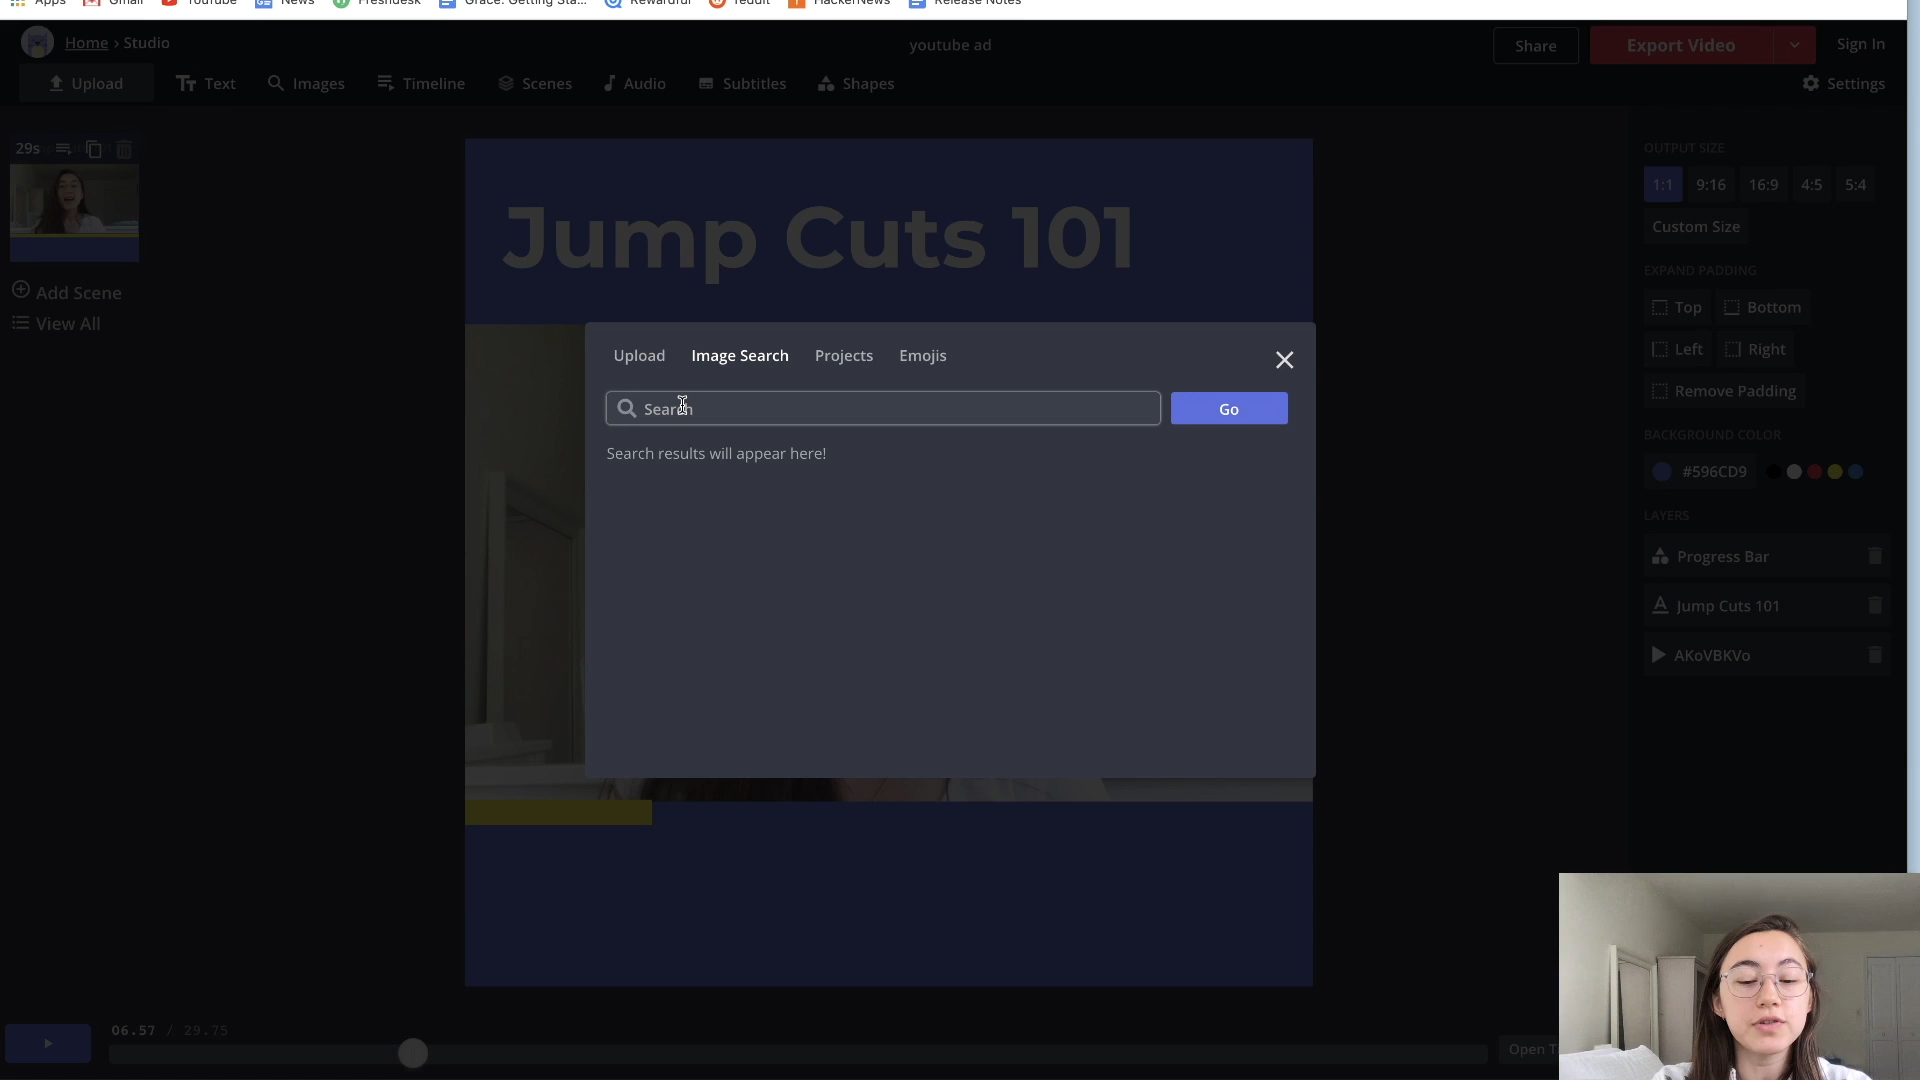 Apps Gmail YouTube News Freshdesk Grace: Getting Sta... Rewardful reddit HackerNews Release Notes
Home › Studio
youtube ad
Share
Export Video
Sign In
Upload Text Images Timeline Scenes Audio Subtitles Shapes
Settings
29s
Add Scene
View All
Jump Cuts 101
Upload Image Search Projects Emojis
Search
Go
Search results will appear here!
OUTPUT SIZE
1:1 9:16 16:9 4:5 5:4
Custom Size
EXPAND PADDING
Top Bottom
Left Right
Remove Padding
BACKGROUND COLOR
#596CD9
LAYERS
Progress Bar
Jump Cuts 101
AKoVBKVo
06.57 / 29.75
Open T